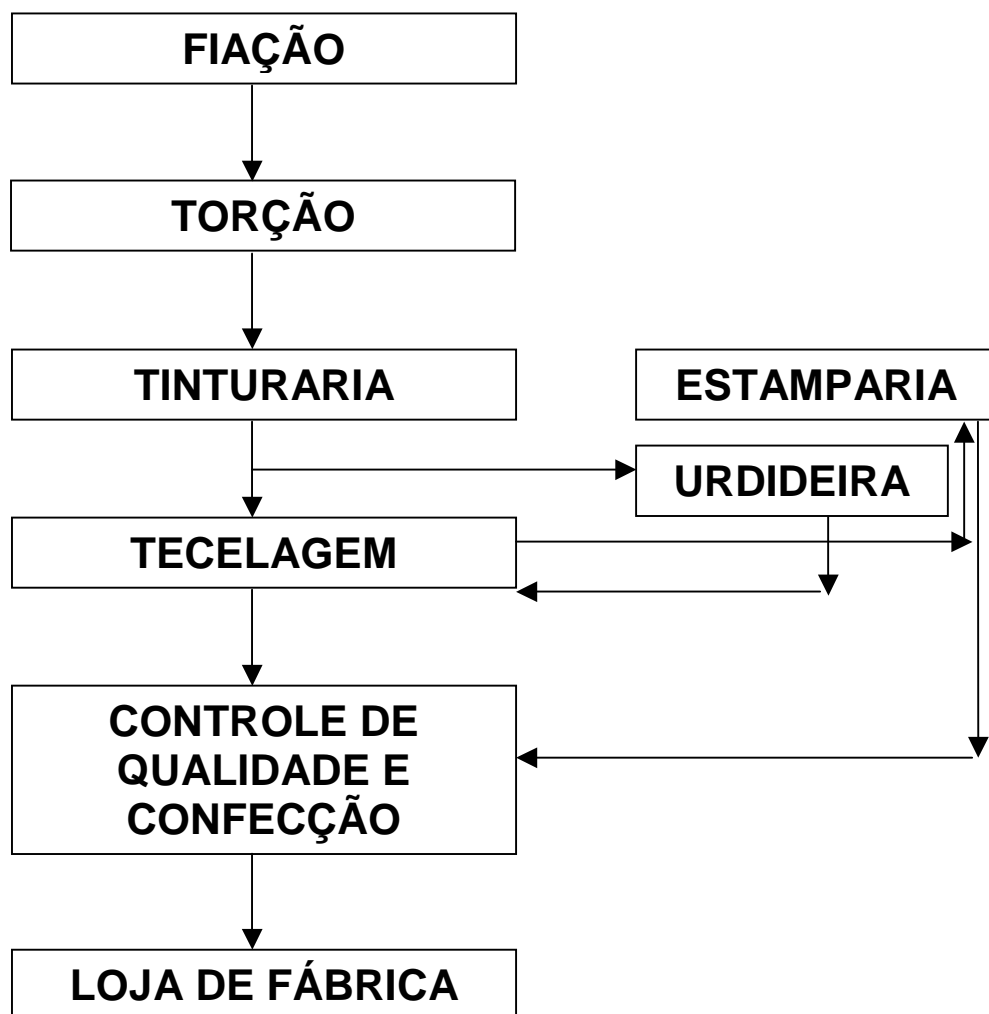 FIAÇÃO
TORÇÃO
TINTURARIA
ESTAMPARIA
URDIDEIRA
TECELAGEM
CONTROLE DE
QUALIDADE E
CONFECÇÃO
LOJA DE FÁBRICA